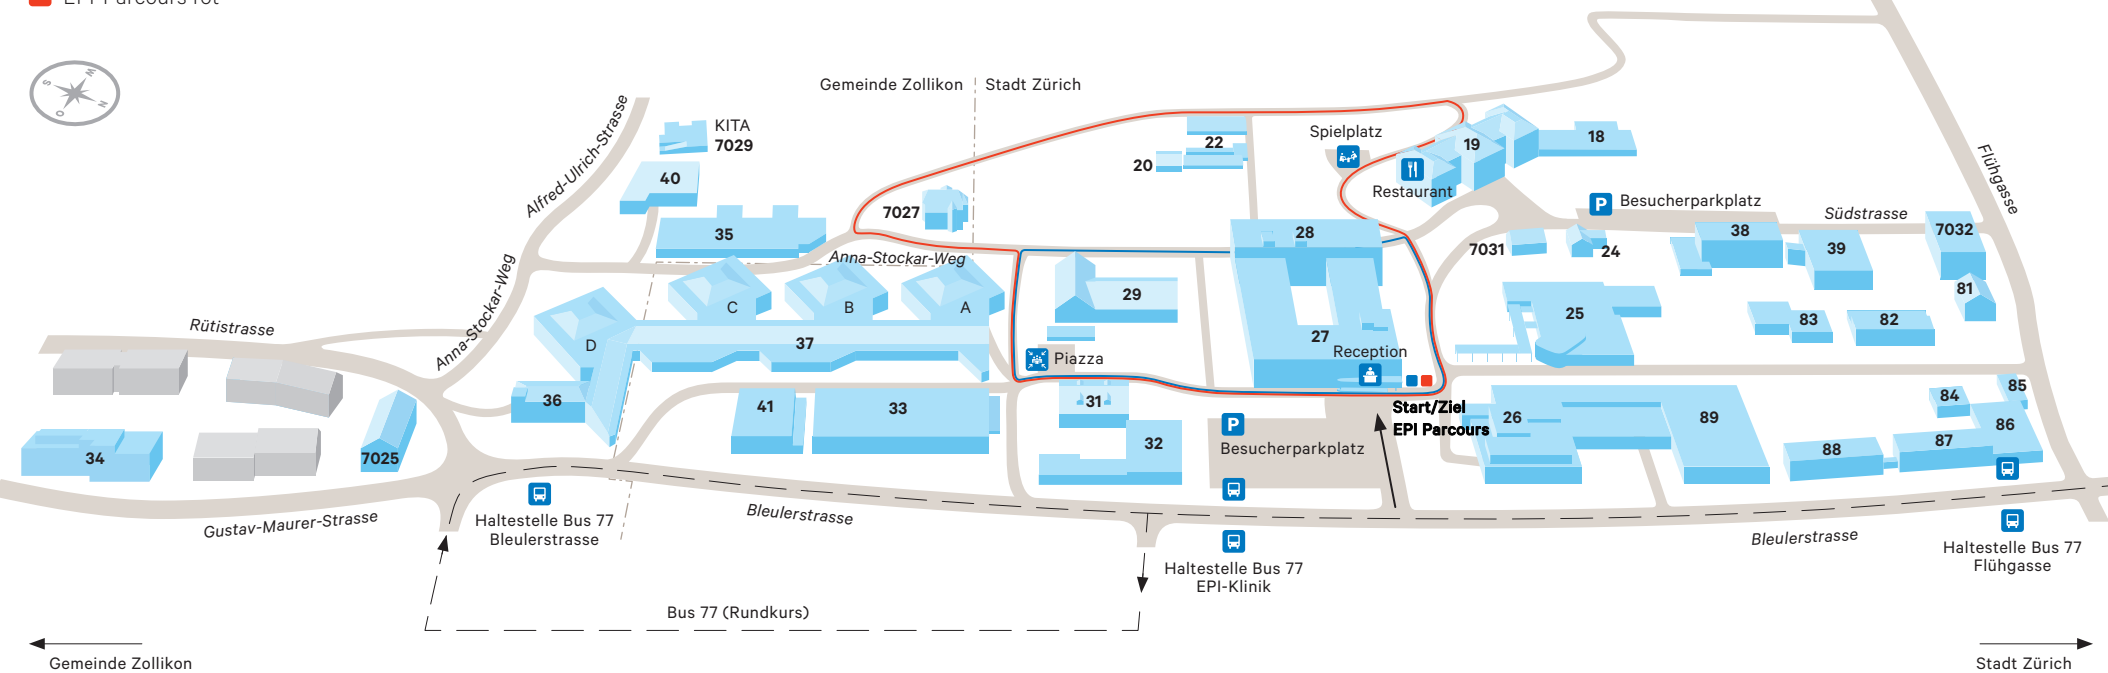 EPI Parcours rot
S
W
N
O
Gemeinde Zollikon
Stadt Zürich
Alfred-Ulrich-Strasse
KITA
7029
40
35
7027
Anna-Stockar-Weg
Anna-Stockar-Weg
Rütistrasse
22
20
Spielplatz
Restaurant
19
18
P
Besucherparkplatz
Südstrasse
Flühgasse
28
7031
24
38
39
7032
81
29
27
Reception
25
83
82
C
B
A
D
37
Piazza
36
41
33
31
32
34
7025
Start/Ziel
EPI Parcours
P
Besucherparkplatz
26
89
84
85
86
87
88
Gustav-Maurer-Strasse
Haltestelle Bus 77
Bleulerstrasse
Bleulerstrasse
Haltestelle Bus 77
EPI-Klinik
Bleulerstrasse
Haltestelle Bus 77
Flühgasse
Bus 77 (Rundkurs)
Gemeinde Zollikon
Stadt Zürich